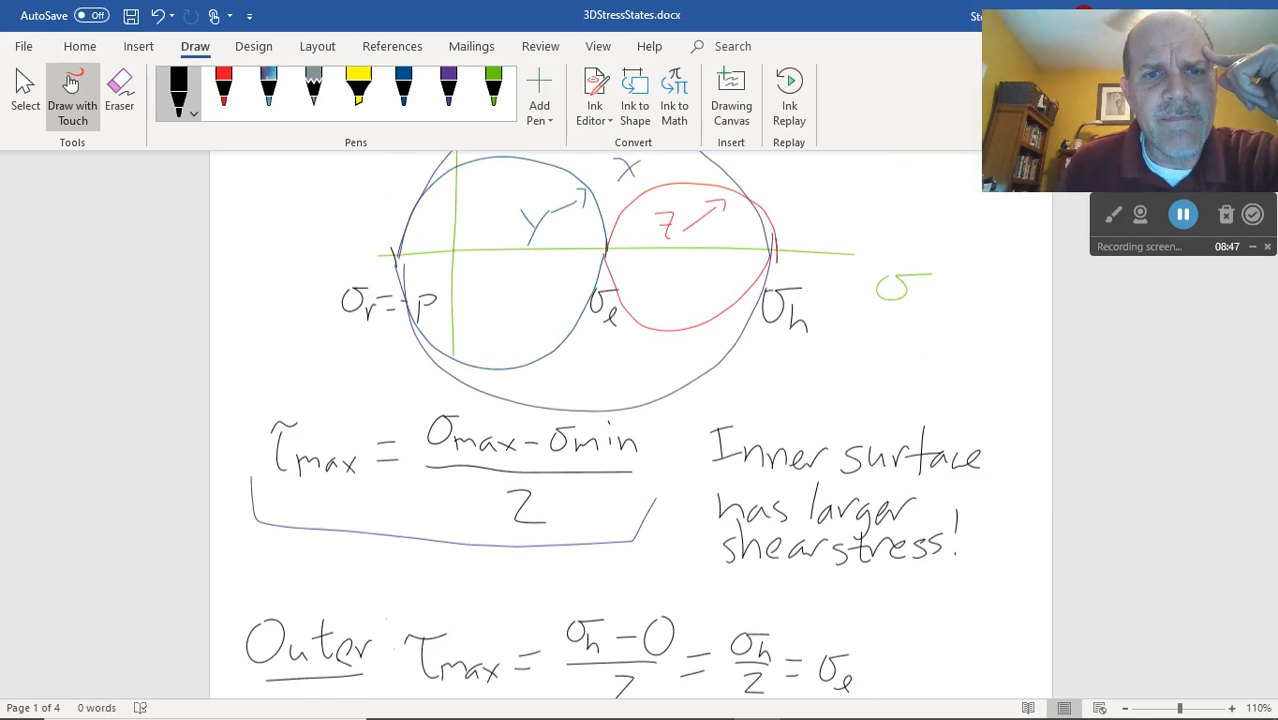 AutoSave Off
3DStressStates.docx
Ste
File Home Insert Draw Design Layout References Mailings Review View Help Search
Select
Draw with Touch
Eraser
Add Pen
Ink Editor
Ink to Shape
Ink to Math
Drawing Canvas
Ink Replay
Tools
Pens
Convert
Insert
Replay
Recording screen... 08:47
X
Y
Z
σr = -P
σl
σh
σ
τmax = σmax - σmin
2
Inner surface
has larger
shear stress!
Outer τmax = σh - 0 = σh = σl
2 2
Page 1 of 4 0 words
110%